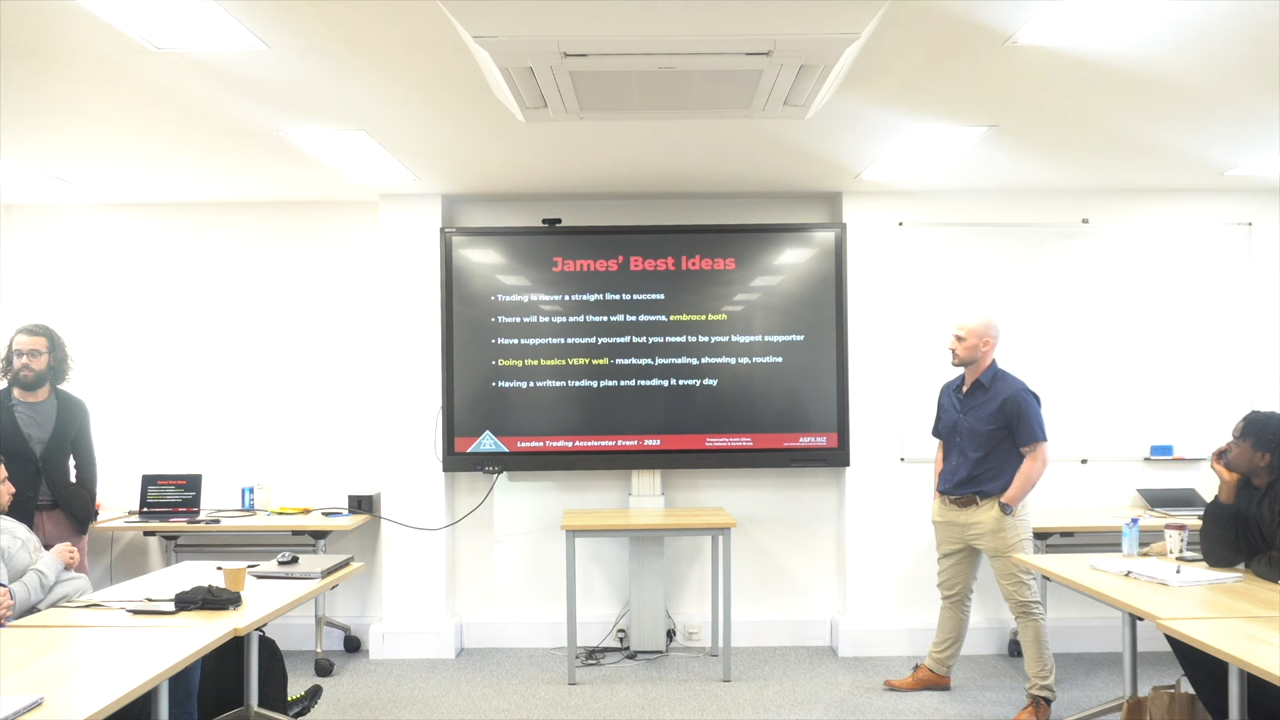 James' Best Ideas
• Trading is never a straight line to success
• There will be ups and there will be downs, embrace both
• Have supporters around yourself but you need to be your biggest supporter
• Doing the basics VERY well - markups, journaling, showing up, routine
• Having a written trading plan and reading it every day
London Trading Accelerator Event - 2023
ASFX.BIZ
James' Best Ideas